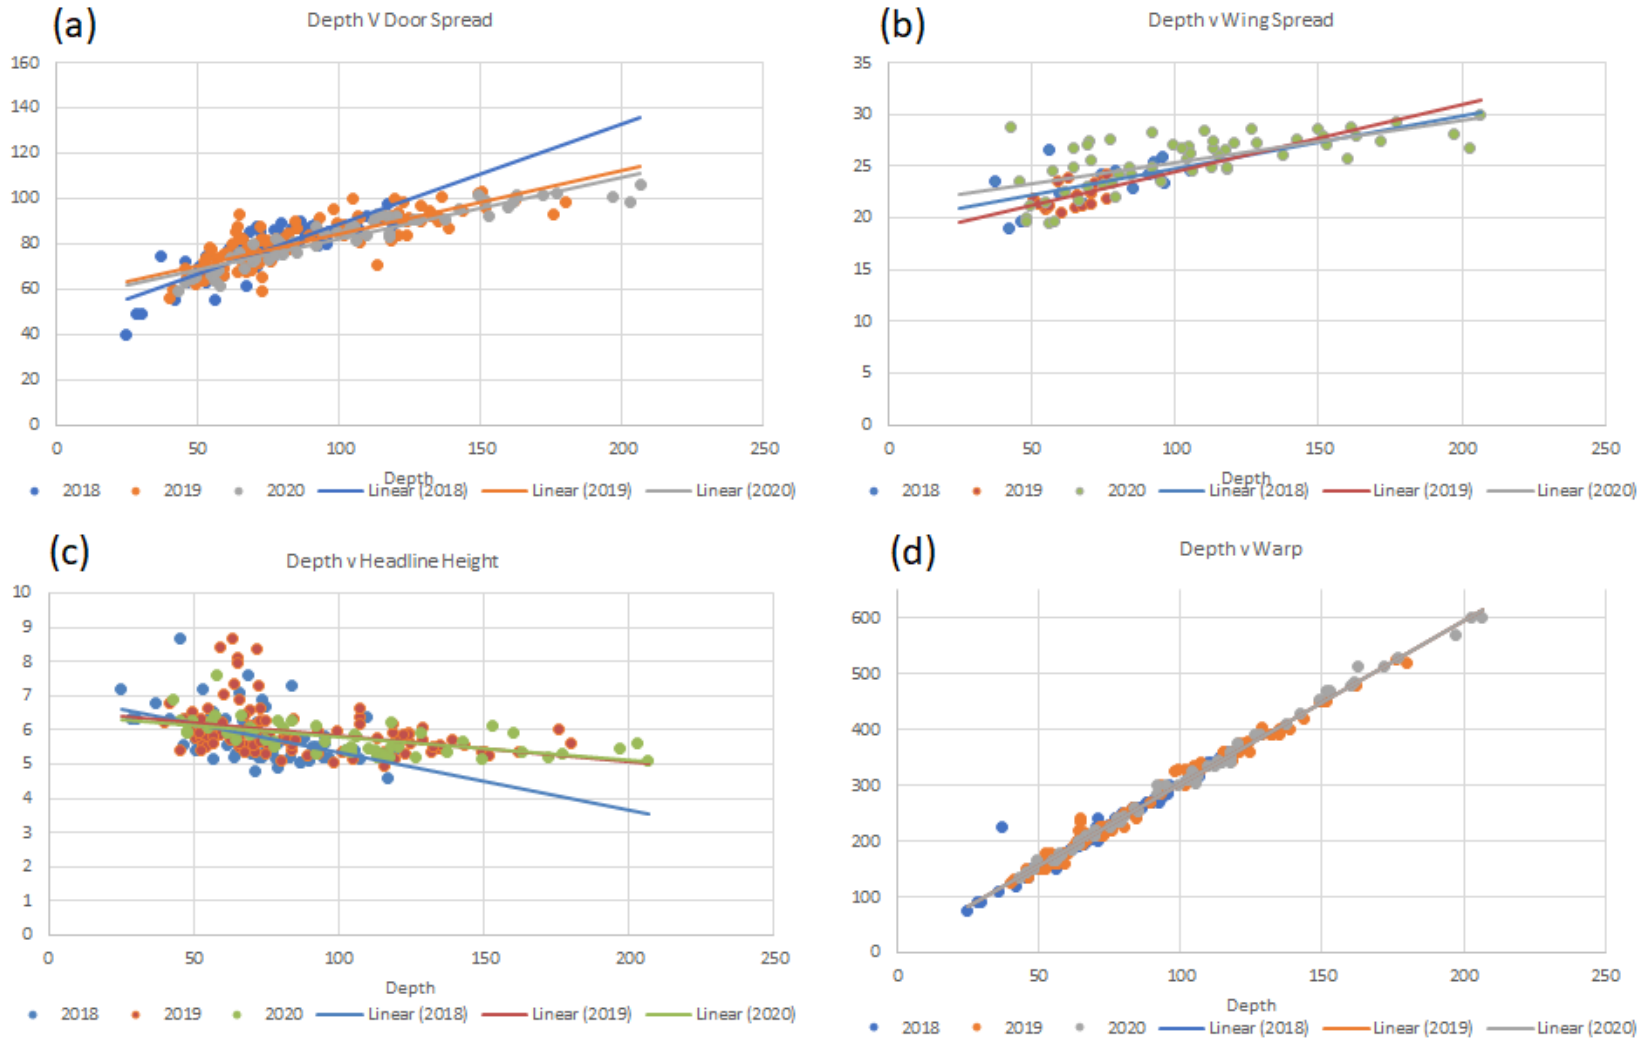 (a)
Depth V Door Spread
160
140
120
100
80
60
40
20
0
0 50 100 150 200 250
Depth
2018 2019 2020 Linear (2018) Linear (2019) Linear (2020)
(b)
Depth v Wing Spread
35
30
25
20
15
10
5
0
0 50 100 150 200 250
Depth
2018 2019 2020 Linear (2018) Linear (2019) Linear (2020)
(c)
Depth v Headline Height
10
9
8
7
6
5
4
3
2
1
0
0 50 100 150 200 250
Depth
2018 2019 2020 Linear (2018) Linear (2019) Linear (2020)
(d)
Depth v Warp
600
500
400
300
200
100
0
0 50 100 150 200 250
Depth
2018 2019 2020 Linear (2018) Linear (2019) Linear (2020)